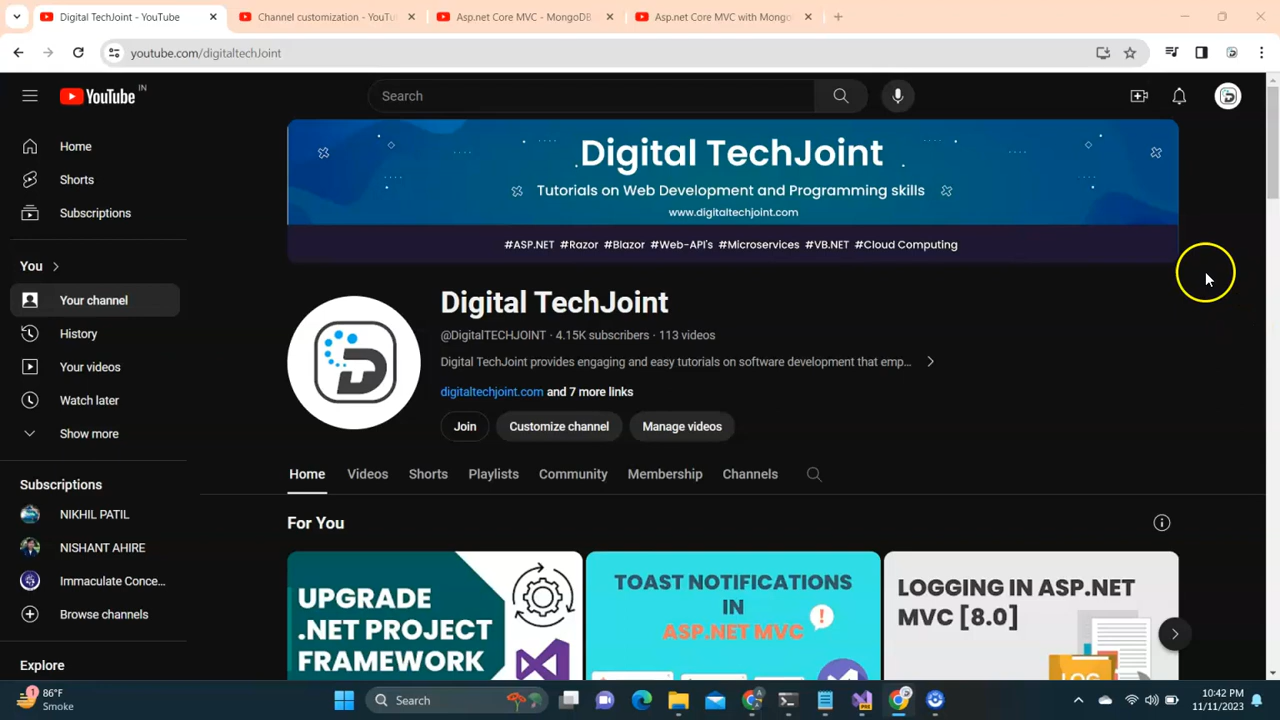 Digital TechJoint - YouTube
Channel customization - YouTu
Asp.net Core MVC - MongoDB
Asp.net Core MVC with Mongo
youtube.com/digitaltechJoint
YouTube IN
Search
Home
Shorts
Subscriptions
You
Your channel
History
Your videos
Watch later
Show more
Subscriptions
NIKHIL PATIL
NISHANT AHIRE
Immaculate Conce...
Browse channels
Explore
Digital TechJoint
Tutorials on Web Development and Programming skills
www.digitaltechjoint.com
#ASP.NET #Razor #Blazor #Web-API's #Microservices #VB.NET #Cloud Computing
Digital TechJoint
@DigitalTECHJOINT · 4.15K subscribers · 113 videos
Digital TechJoint provides engaging and easy tutorials on software development that emp...
digitaltechjoint.com and 7 more links
Join Customize channel Manage videos
Home Videos Shorts Playlists Community Membership Channels
For You
UPGRADE
.NET PROJECT
FRAMEWORK
TOAST NOTIFICATIONS
IN
ASP.NET MVC
LOGGING IN ASP.NET
MVC [8.0]
LOG
1
86°F
Smoke
Search
10:42 PM
11/11/2023